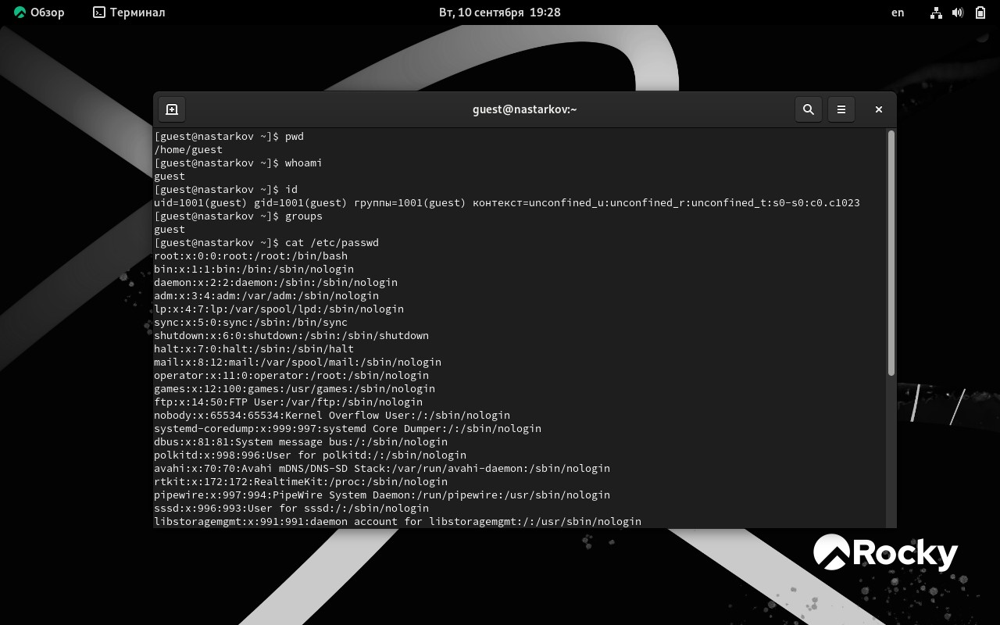 Обзор Терминал Вт, 10 сентября 19:28 en
guest@nastarkov:~
[guest@nastarkov ~]$ pwd
/home/guest
[guest@nastarkov ~]$ whoami
guest
[guest@nastarkov ~]$ id
uid=1001(guest) gid=1001(guest) группы=1001(guest) контекст=unconfined_u:unconfined_r:unconfined_t:s0-s0:c0.c1023
[guest@nastarkov ~]$ groups
guest
[guest@nastarkov ~]$ cat /etc/passwd
root:x:0:0:root:/root:/bin/bash
bin:x:1:1:bin:/bin:/sbin/nologin
daemon:x:2:2:daemon:/sbin:/sbin/nologin
adm:x:3:4:adm:/var/adm:/sbin/nologin
lp:x:4:7:lp:/var/spool/lpd:/sbin/nologin
sync:x:5:0:sync:/sbin:/bin/sync
shutdown:x:6:0:shutdown:/sbin:/sbin/shutdown
halt:x:7:0:halt:/sbin:/sbin/halt
mail:x:8:12:mail:/var/spool/mail:/sbin/nologin
operator:x:11:0:operator:/root:/sbin/nologin
games:x:12:100:games:/usr/games:/sbin/nologin
ftp:x:14:50:FTP User:/var/ftp:/sbin/nologin
nobody:x:65534:65534:Kernel Overflow User:/:/sbin/nologin
systemd-coredump:x:999:997:systemd Core Dumper:/:/sbin/nologin
dbus:x:81:81:System message bus:/:/sbin/nologin
polkitd:x:998:996:User for polkitd:/:/sbin/nologin
avahi:x:70:70:Avahi mDNS/DNS-SD Stack:/var/run/avahi-daemon:/sbin/nologin
rtkit:x:172:172:RealtimeKit:/proc:/sbin/nologin
pipewire:x:997:994:PipeWire System Daemon:/run/pipewire:/usr/sbin/nologin
sssd:x:996:993:User for sssd:/:/sbin/nologin
libstoragemgmt:x:991:991:daemon account for libstoragemgmt:/:/usr/sbin/nologin
Rocky